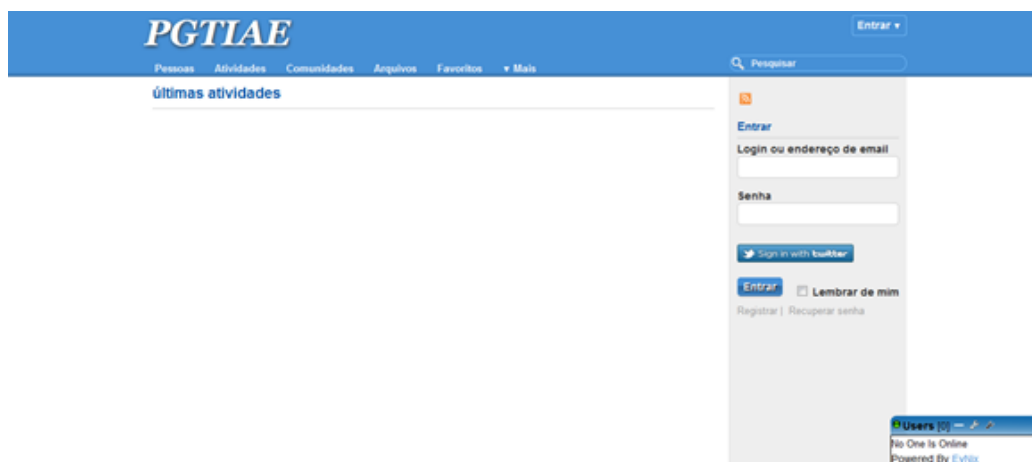 PGTIAE
Entrar ▾
Pessoas Atividades Comunidades Arquivos Favoritos ▾ Mais
Pesquisar
últimas atividades
Entrar
Login ou endereço de email
Senha
Sign in with twitter
Entrar Lembrar de mim
Registrar | Recuperar senha
Users [0]
No One Is Online
Powered By EvNix